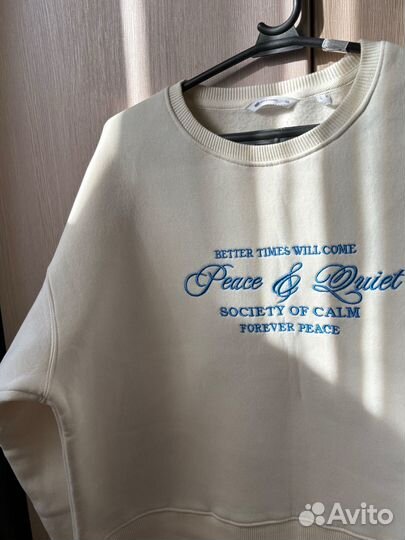 BETTER TIMES WILL COME
Peace & Quiet
SOCIETY OF CALM
FOREVER PEACE
Avito